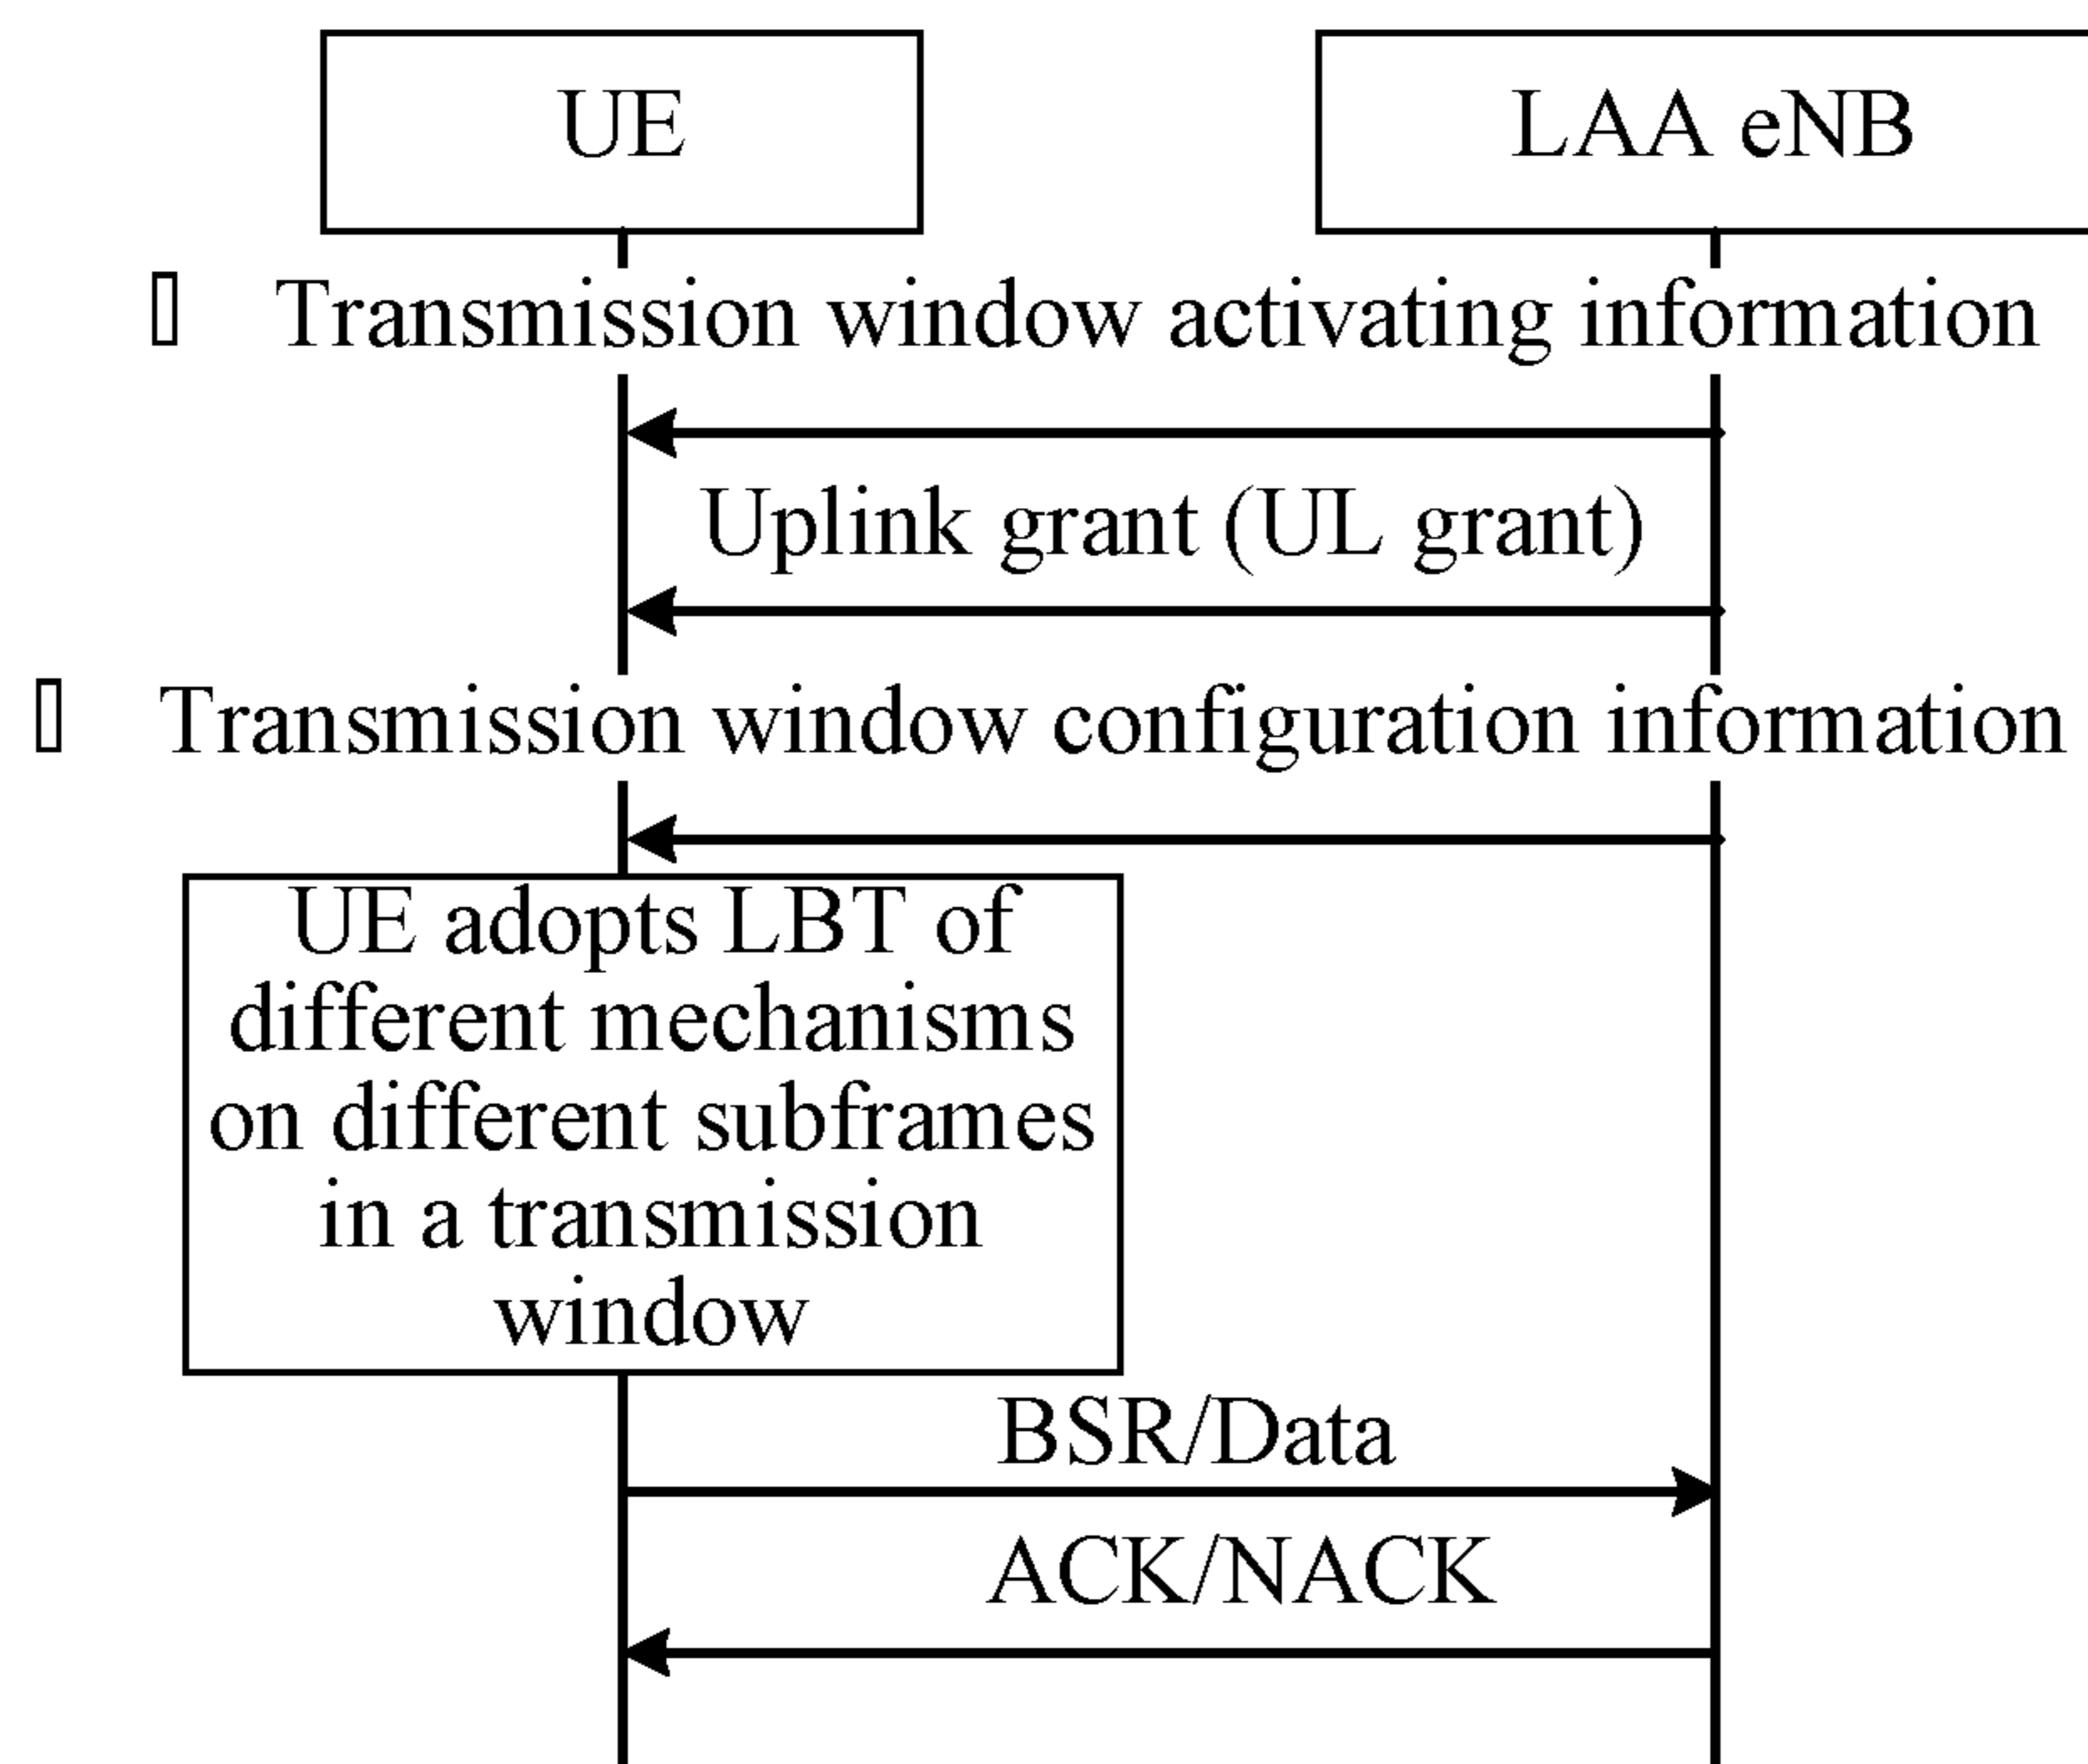 UE
LAA eNB
Transmission window activating information
Uplink grant (UL grant)
Transmission window configuration information
UE adopts LBT of
different mechanisms
on different subframes
in a transmission
window
BSR/Data
ACK/NACK